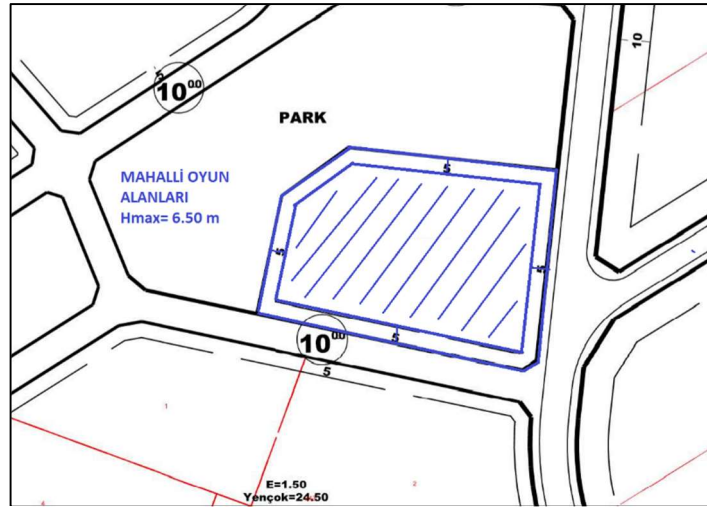 10
5
10⁰⁰
PARK
MAHALLİ OYUN
ALANLARI
Hmax= 6.50 m
5
5
5
5
10⁰⁰
5
1
E=1.50
Yençok=24.50
2